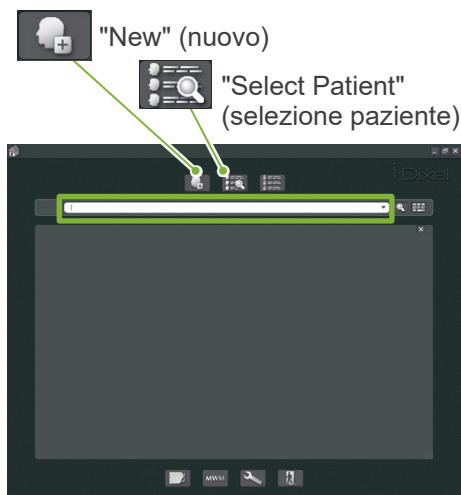 "New" (nuovo)
"Select Patient"
(selezione paziente)
i-Dixel
MWM